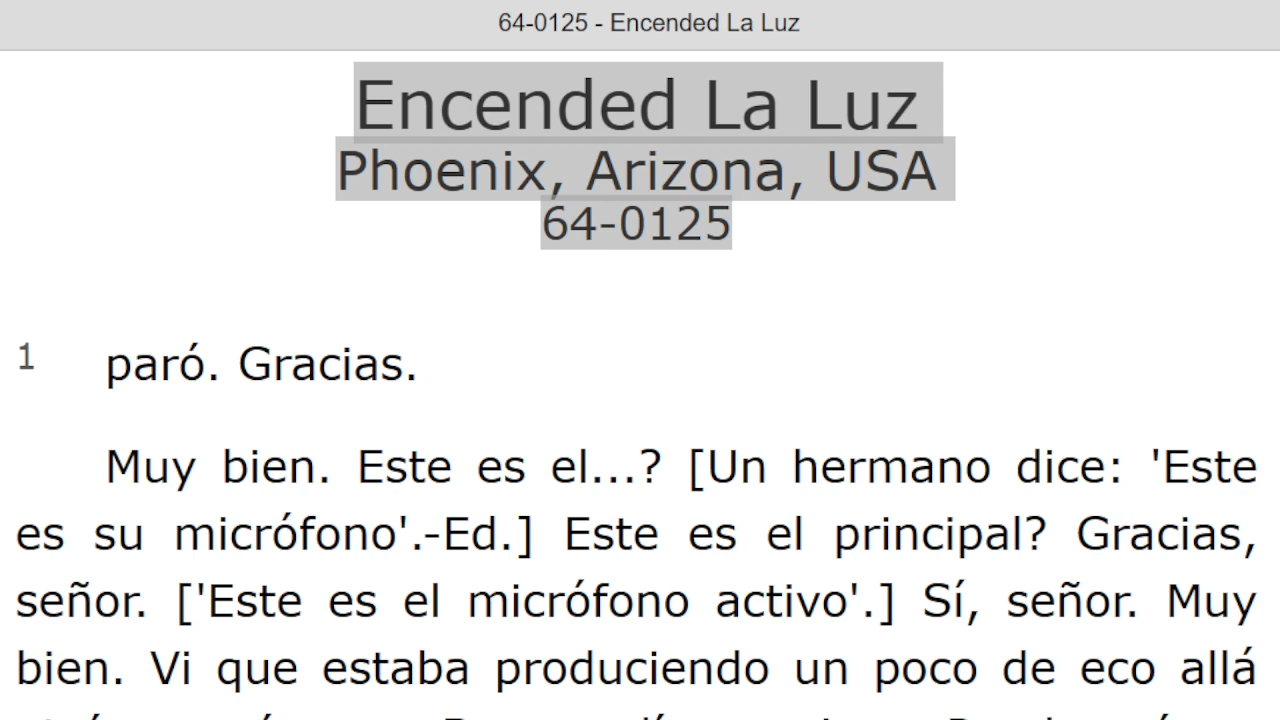 64-0125 - Encended La Luz
Encended La Luz
Phoenix, Arizona, USA
64-0125
1 paró. Gracias.
Muy bien. Este es el...? [Un hermano dice: 'Este
es su micrófono'.-Ed.] Este es el principal? Gracias,
señor. ['Este es el micrófono activo'.] Sí, señor. Muy
bien. Vi que estaba produciendo un poco de eco allá